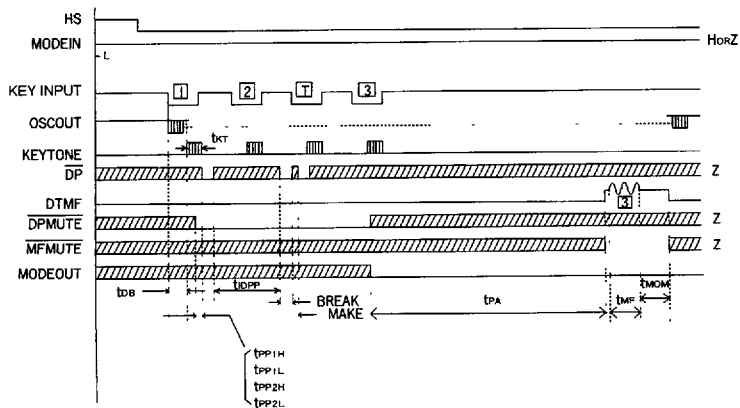 HS
MODEIN
HORZ
L
KEY INPUT
1 2 T 3
OSCOUT
tKT
KEYTONE
DP
Z
DTMF
3
DPMUTE
Z
MFMUTE
Z
MODEOUT
tDB
tIDPP
BREAK
MAKE
tPA
tMF
tMOM
tPP1H
tPP1L
tPP2H
tPP2L